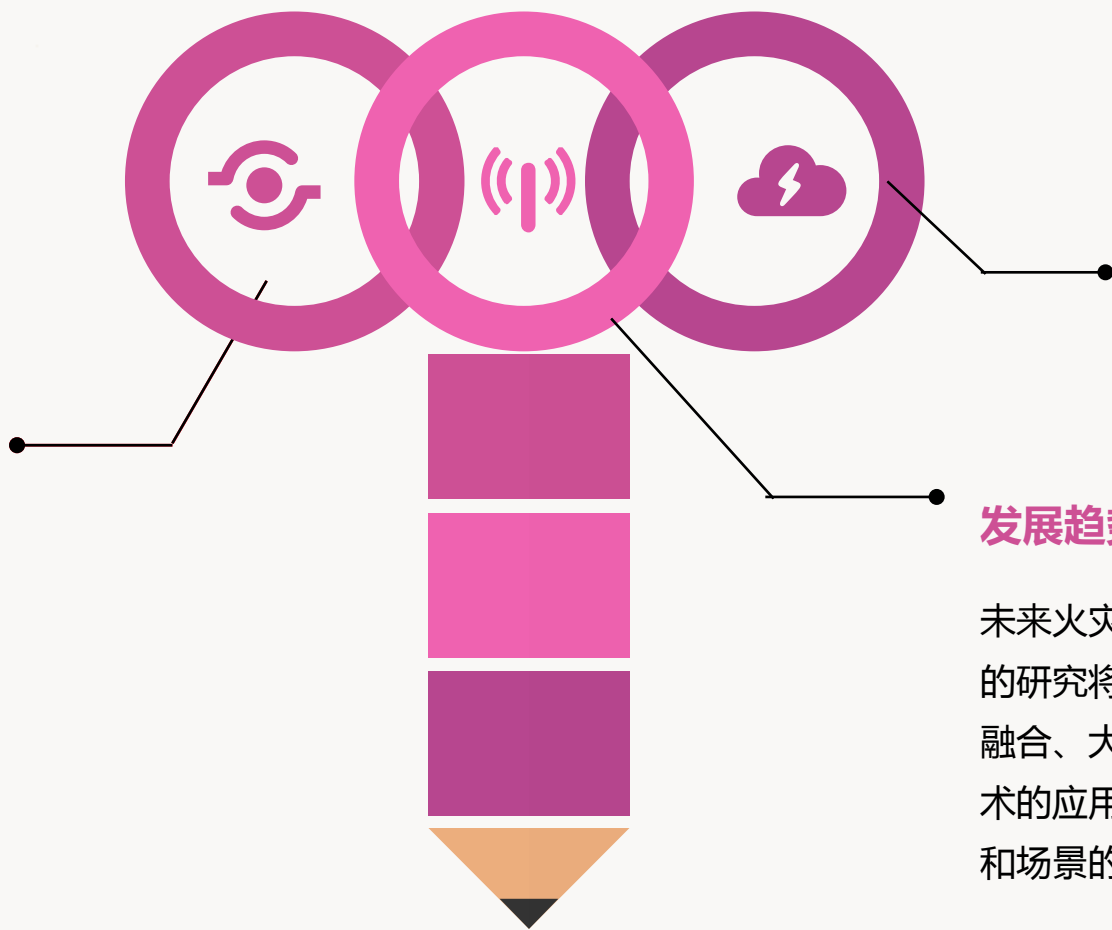 发展趋
未来火灾
的研究将
融合、大
术的应用
和场景的